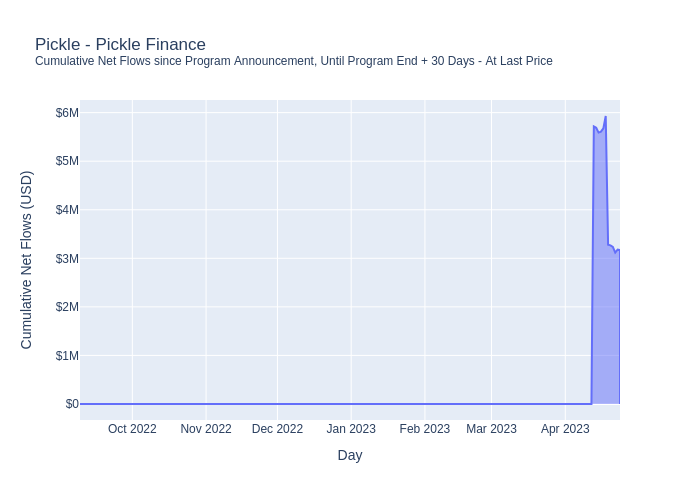 Pickle - Pickle Finance
Cumulative Net Flows since Program Announcement, Until Program End + 30 Days - At Last Price
Cumulative Net Flows (USD)
$6M
$5M
$4M
$3M
$2M
$1M
$0
Oct 2022 Nov 2022 Dec 2022 Jan 2023 Feb 2023 Mar 2023 Apr 2023
Day